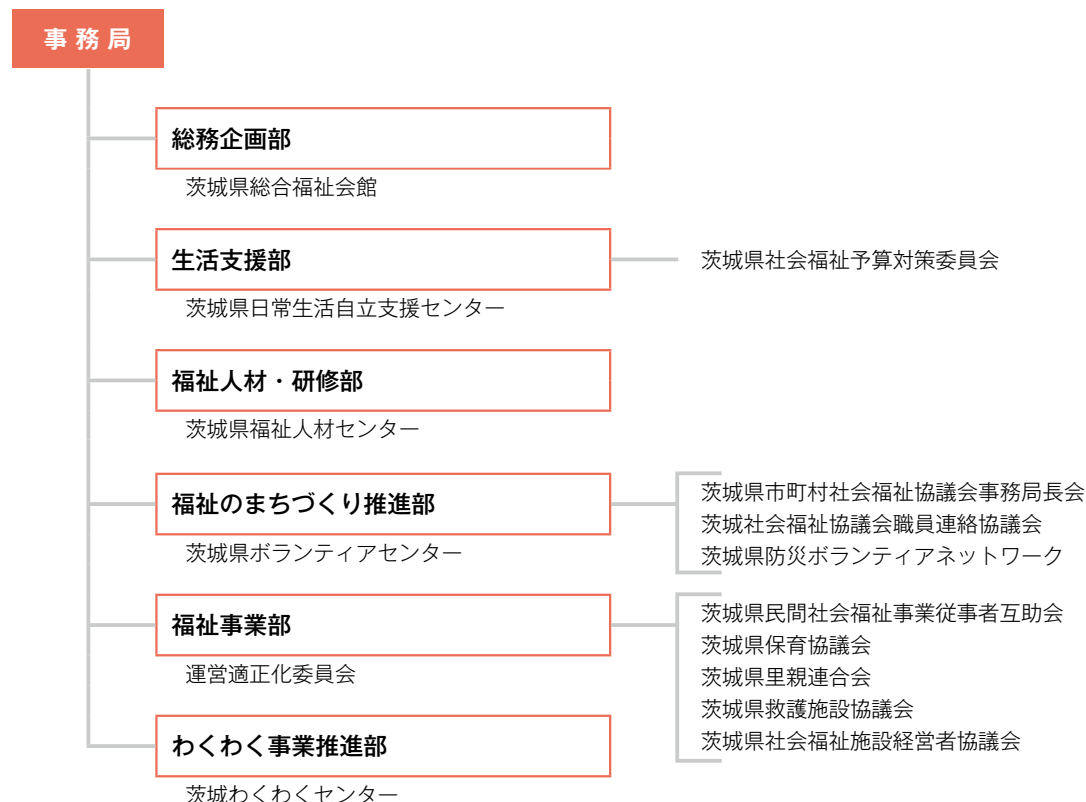 事務局
総務企画部
茨城県総合福祉会館
生活支援部
茨城県社会福祉予算対策委員会
茨城県日常生活自立支援センター
福祉人材・研修部
茨城県福祉人材センター
福祉のまちづくり推進部
茨城県ボランティアセンター
茨城県市町村社会福祉協議会事務局長会
茨城社会福祉協議会職員連絡協議会
茨城県防災ボランティアネットワーク
福祉事業部
運営適正化委員会
茨城県民間社会福祉事業従事者互助会
茨城県保育協議会
茨城県里親連合会
茨城県救護施設協議会
茨城県社会福祉施設経営者協議会
わくわく事業推進部
茨城わくわくセンター